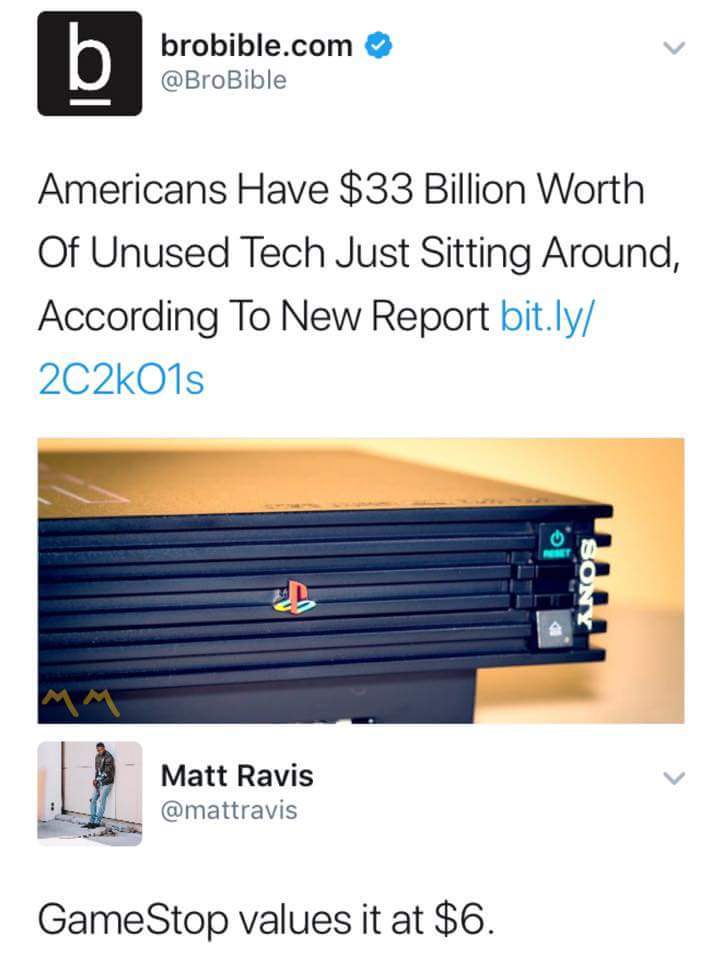 b
brobible.com
@BroBible
Americans Have $33 Billion Worth
Of Unused Tech Just Sitting Around,
According To New Report bit.ly/
2C2kO1s
RESET
SONY
MM
Matt Ravis
@mattravis
GameStop values it at $6.